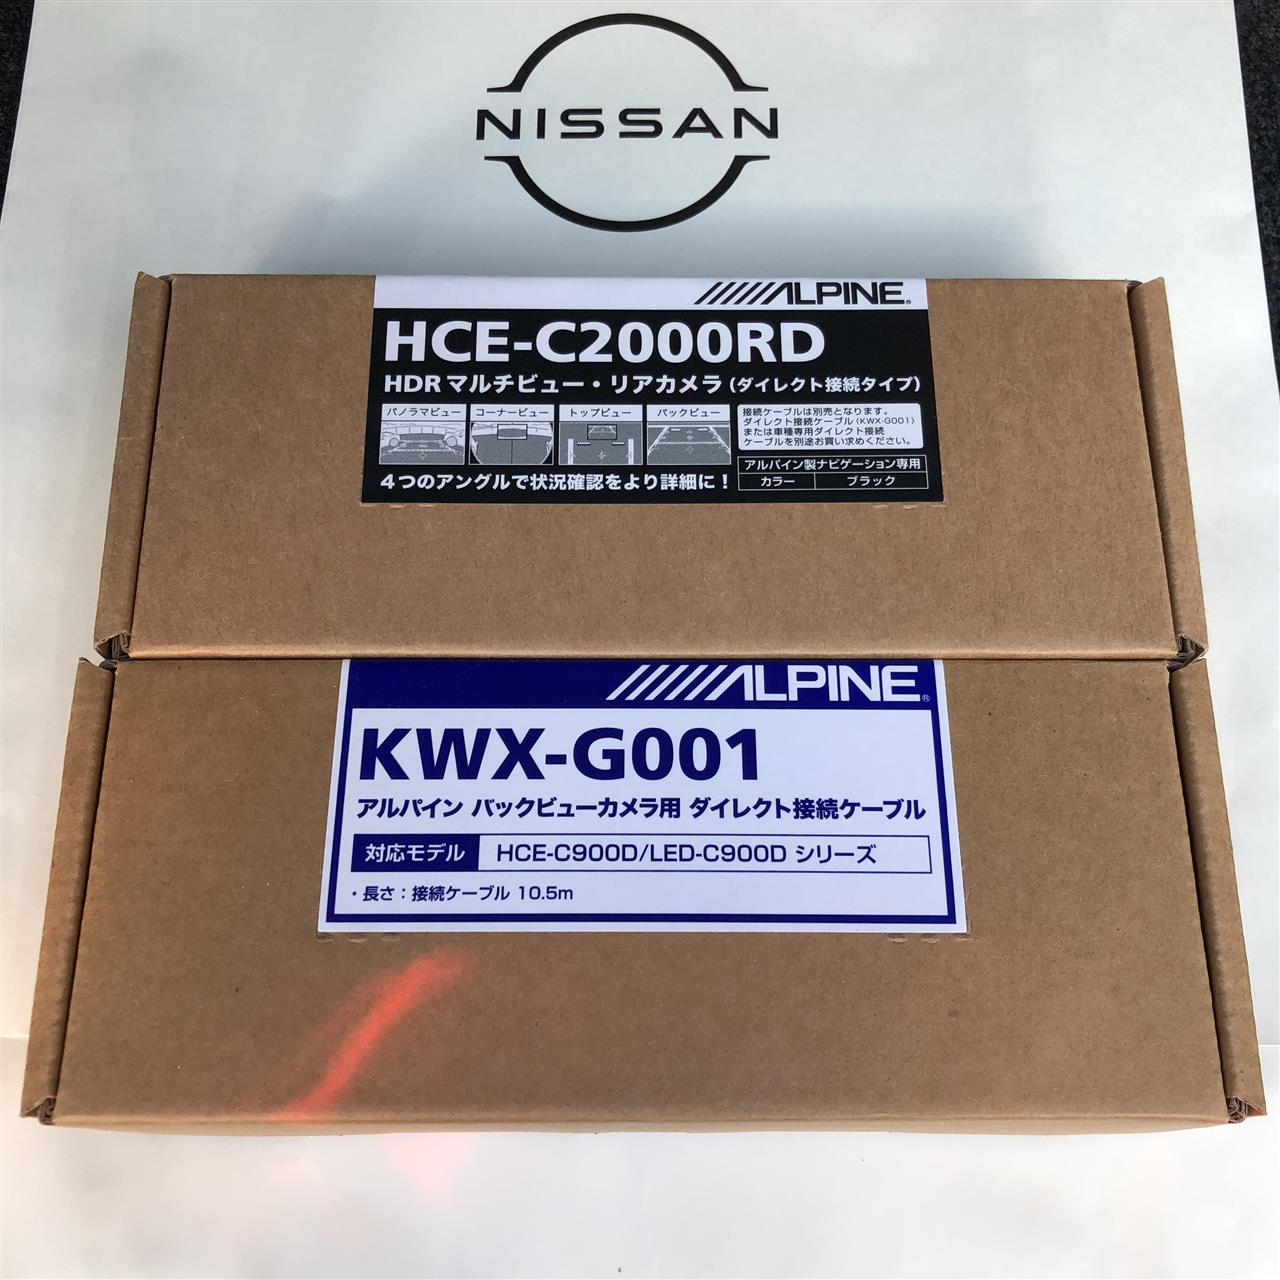 NISSAN
ALPINE®
HCE-C2000RD
HDRマルチビュー・リアカメラ(ダイレクト接続タイプ)
パノラマビュー コーナービュー トップビュー バックビュー
接続ケーブルは別売となります。
ダイレクト接続ケーブル(KWX-G001)
または車種専用ダイレクト接続
ケーブルを別途お買い求めください。
アルパイン製ナビゲーション専用
カラー ブラック
4つのアングルで状況確認をより詳細に!
ALPINE®
KWX-G001
アルパイン バックビューカメラ用 ダイレクト接続ケーブル
対応モデル HCE-C900D/LED-C900D シリーズ
・長さ:接続ケーブル 10.5m